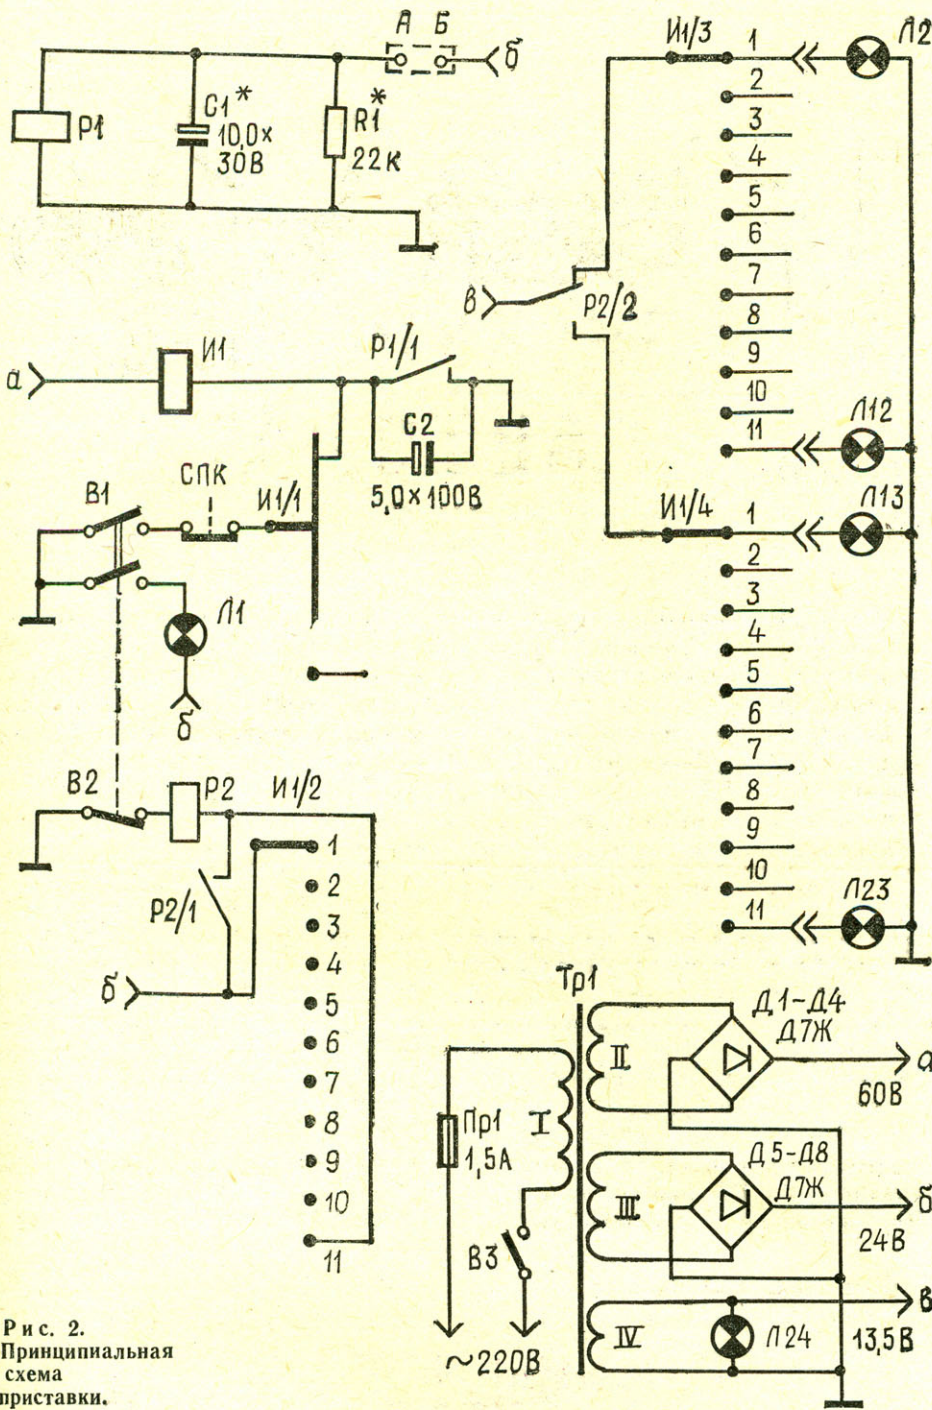 А Б
б
Р1
С1*
10,0×
30В
R1*
22к
И1/3
1
2
3
4
5
6
7
8
9
10
11
Л2
Л12
в
Р2/2
а
И1
Р1/1
С2
5,0×100В
И1/4
1
2
3
4
5
6
7
8
9
10
11
Л13
Л23
В1
СПК
И1/1
Л1
б
В2
Р2
И1/2
Р2/1
б
1
2
3
4
5
6
7
8
9
10
11
Тр1
I
II
III
IV
Пр1
1,5А
В3
~220В
Д1–Д4
Д7Ж
а
60В
Д5-Д8
Д7Ж
б
24В
Л24
в
13,5В
Рис. 2.
Принципиальная
схема
приставки.